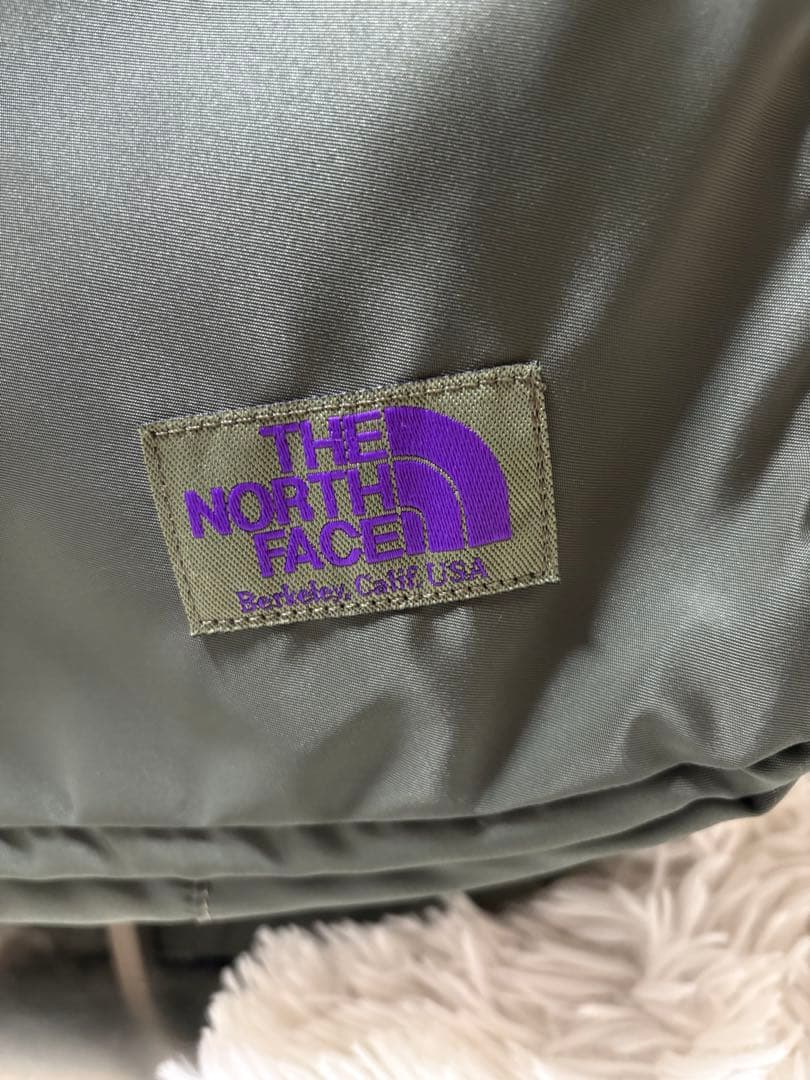 THE
NORTH
FACE
Berkeley, Calif. USA